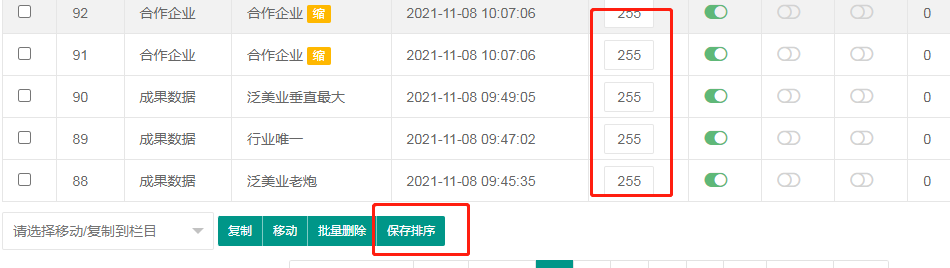 92 合作企业 合作企业 缩 2021-11-08 10:07:06 255 0
91 合作企业 合作企业 缩 2021-11-08 10:07:06 255 0
90 成果数据 泛美业垂直最大 2021-11-08 09:49:05 255 0
89 成果数据 行业唯一 2021-11-08 09:47:02 255 0
88 成果数据 泛美业老炮 2021-11-08 09:45:35 255 0
请选择移动/复制到栏目 复制 移动 批量删除 保存排序